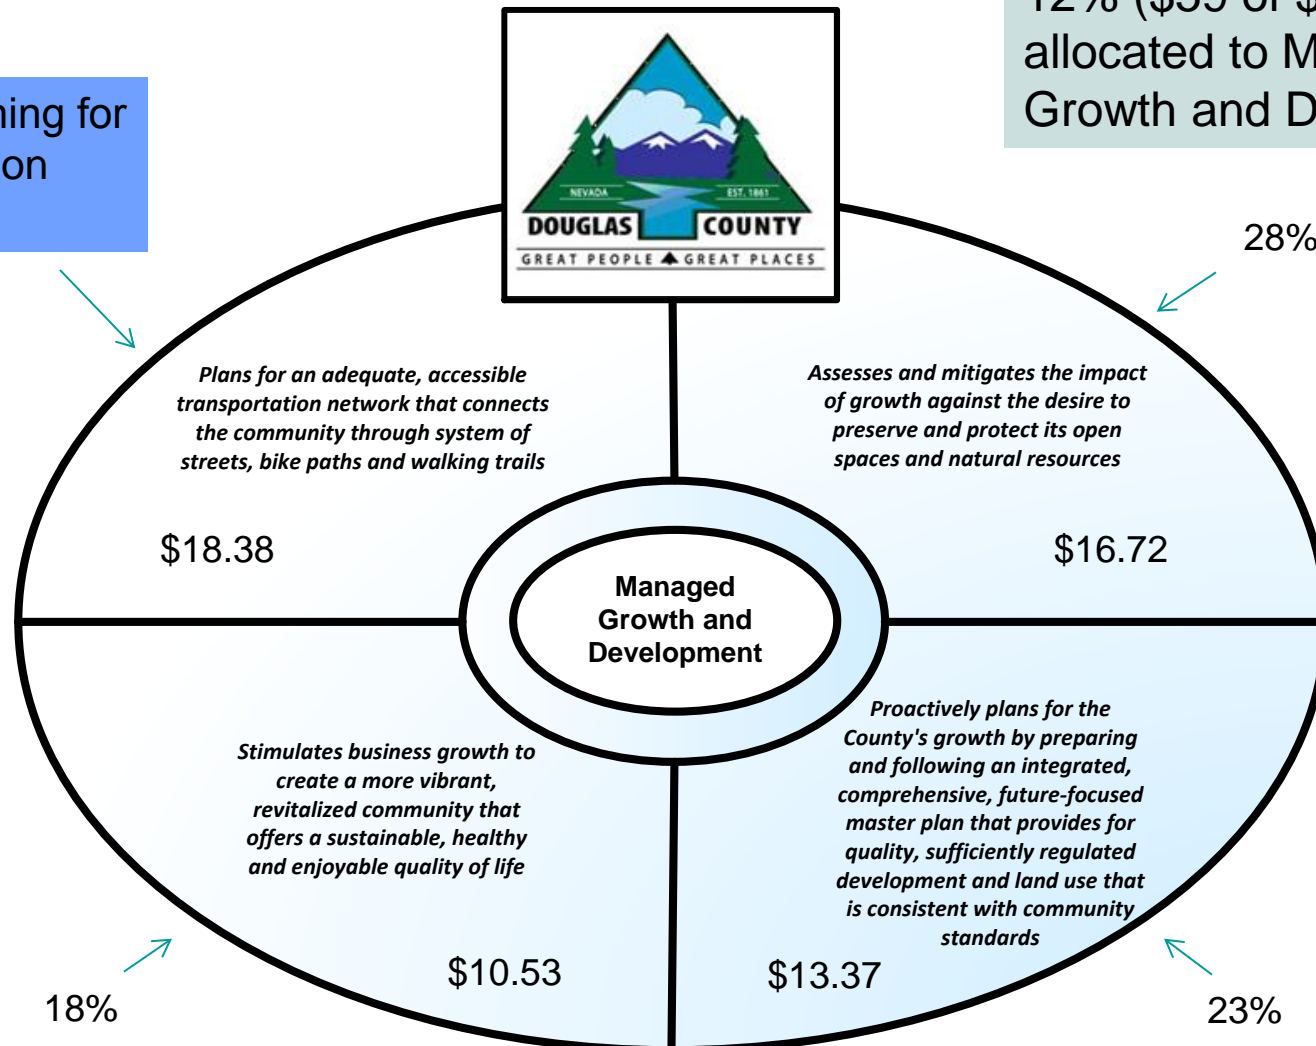 12% ($59 of $
allocated to M
Growth and D
ning for
on
NEVADA
EST. 1861
DOUGLAS COUNTY
GREAT PEOPLE GREAT PLACES
28%
Plans for an adequate, accessible
transportation network that connects
the community through system of
streets, bike paths and walking trails
$18.38
Assesses and mitigates the impact
of growth against the desire to
preserve and protect its open
spaces and natural resources
$16.72
Managed
Growth and
Development
Stimulates business growth to
create a more vibrant,
revitalized community that
offers a sustainable, healthy
and enjoyable quality of life
$10.53
Proactively plans for the
County's growth by preparing
and following an integrated,
comprehensive, future-focused
master plan that provides for
quality, sufficiently regulated
development and land use that
is consistent with community
standards
$13.37
18%
23%